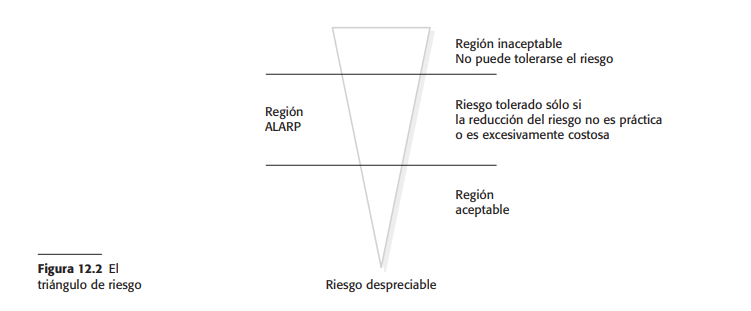 Región inaceptable
No puede tolerarse el riesgo
Región
ALARP
Riesgo tolerado sólo si
la reducción del riesgo no es práctica
o es excesivamente costosa
Región
aceptable
Figura 12.2 El
triángulo de riesgo
Riesgo despreciable